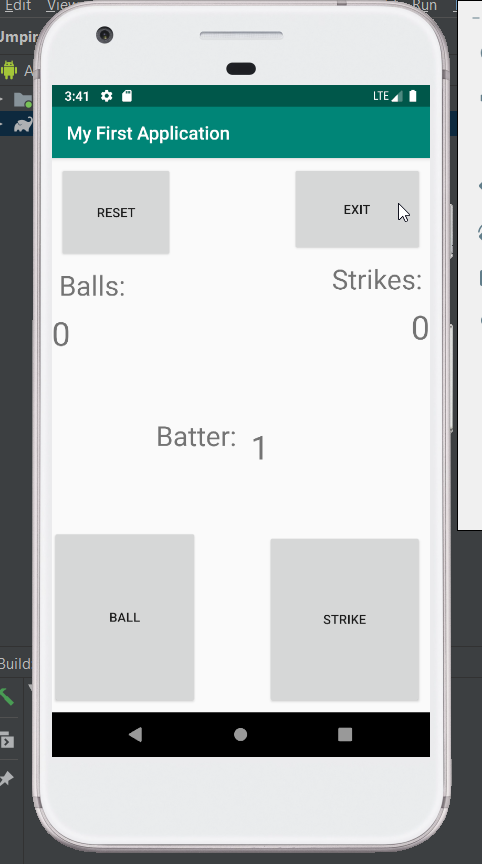 Edit View Run
Umpir
A
3:41 LTE
My First Application
RESET EXIT
Balls: Strikes:
0 0
Batter: 1
BALL STRIKE
Build